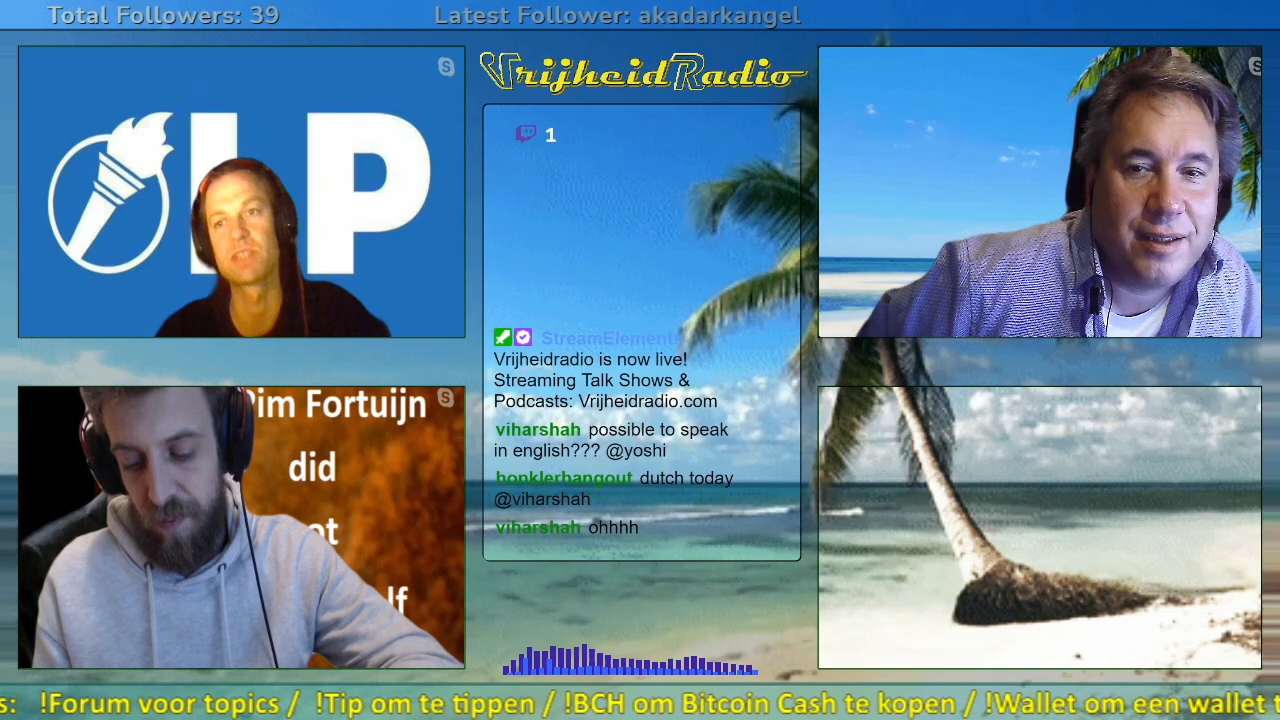 Total Followers: 39
Latest Follower: akadarkangel
VrijheidRadio
LP
1
StreamElements
Vrijheidradio is now live!
Streaming Talk Shows &
Podcasts: Vrijheidradio.com
viharshah possible to speak
in english??? @yoshi
honklerhangout dutch today
@viharshah
viharshah ohhhh
Pim Fortuijn
did
ot
lf
s: !Forum voor topics / !Tip om te tippen / !BCH om Bitcoin Cash te kopen / !Wallet om een wallet t